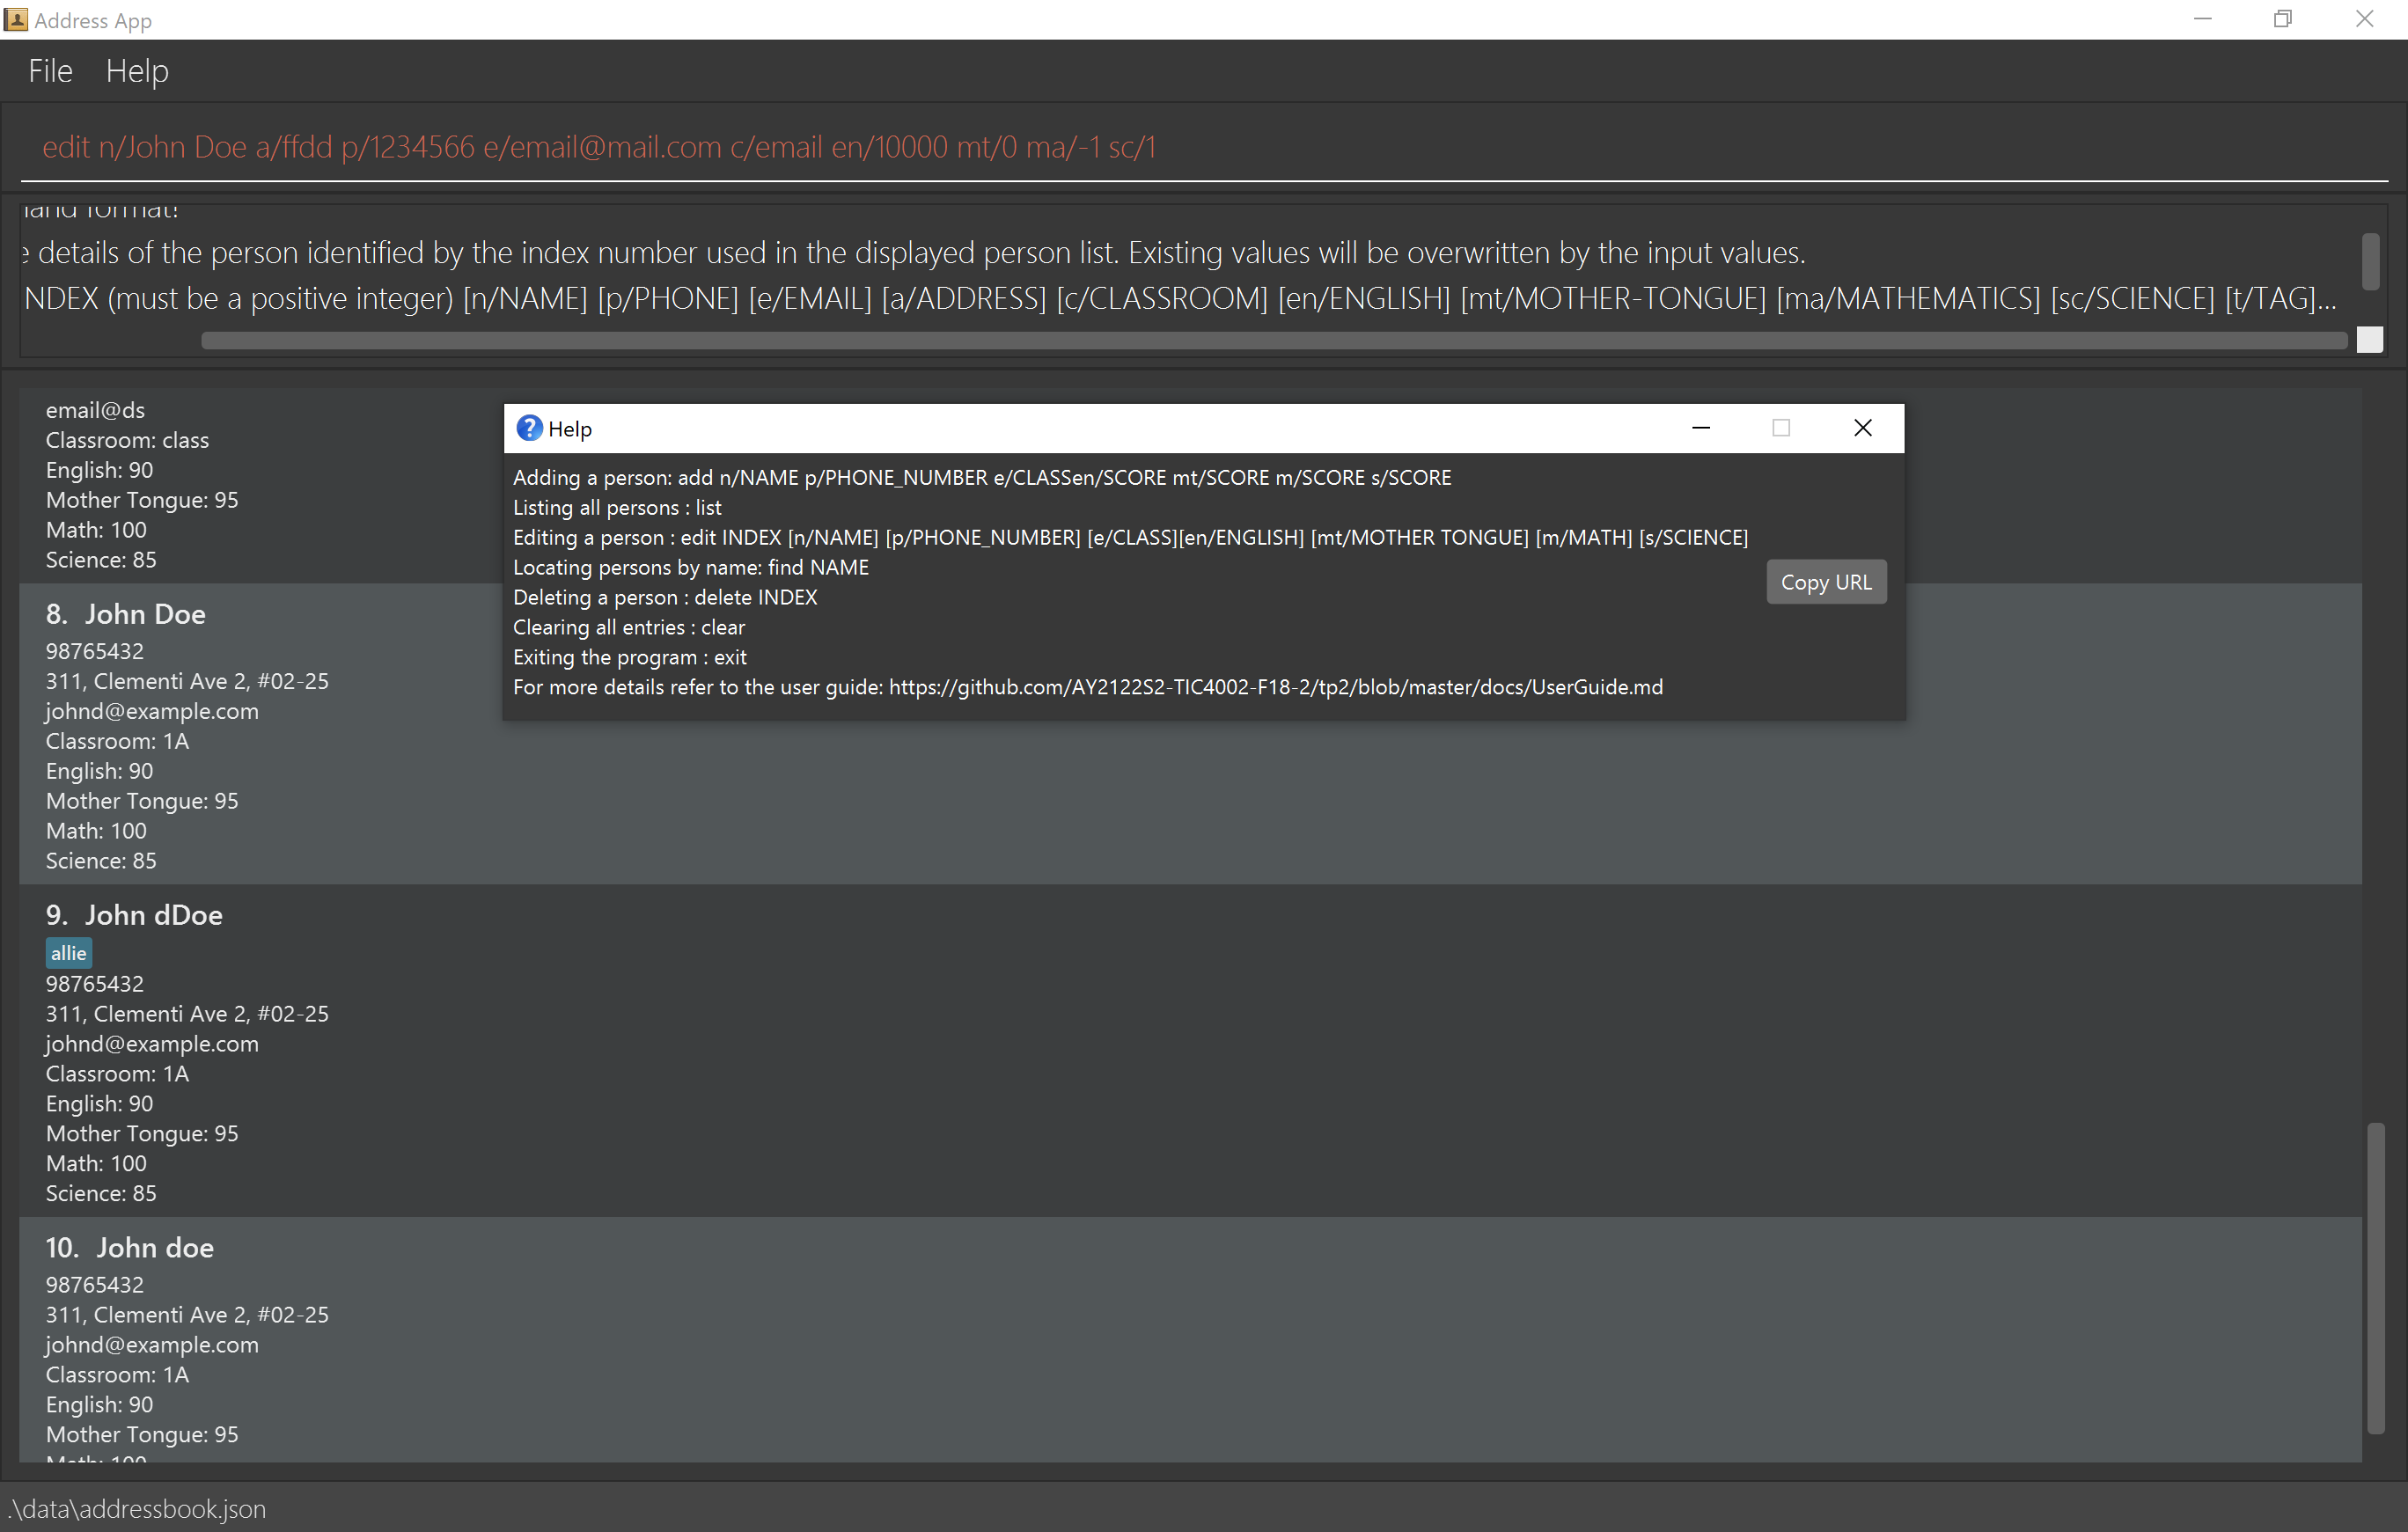 Address App
File Help
edit n/John Doe a/ffdd p/1234566 e/email@mail.com c/email en/10000 mt/0 ma/-1 sc/1
format!
details of the person identified by the index number used in the displayed person list. Existing values will be overwritten by the input values.
NDEX (must be a positive integer) [n/NAME] [p/PHONE] [e/EMAIL] [a/ADDRESS] [c/CLASSROOM] [en/ENGLISH] [mt/MOTHER-TONGUE] [ma/MATHEMATICS] [sc/SCIENCE] [t/TAG]...
email@ds
Classroom: class
English: 90
Mother Tongue: 95
Math: 100
Science: 85
Help
Adding a person: add n/NAME p/PHONE_NUMBER e/CLASSen/SCORE mt/SCORE m/SCORE s/SCORE
Listing all persons : list
Editing a person : edit INDEX [n/NAME] [p/PHONE_NUMBER] [e/CLASS][en/ENGLISH] [mt/MOTHER TONGUE] [m/MATH] [s/SCIENCE]
Locating persons by name: find NAME
Deleting a person : delete INDEX
Clearing all entries : clear
Exiting the program : exit
For more details refer to the user guide: https://github.com/AY2122S2-TIC4002-F18-2/tp2/blob/master/docs/UserGuide.md
Copy URL
8. John Doe
98765432
311, Clementi Ave 2, #02-25
johnd@example.com
Classroom: 1A
English: 90
Mother Tongue: 95
Math: 100
Science: 85
9. John dDoe
allie
98765432
311, Clementi Ave 2, #02-25
johnd@example.com
Classroom: 1A
English: 90
Mother Tongue: 95
Math: 100
Science: 85
10. John doe
98765432
311, Clementi Ave 2, #02-25
johnd@example.com
Classroom: 1A
English: 90
Mother Tongue: 95
Math: 100
.\data\addressbook.json